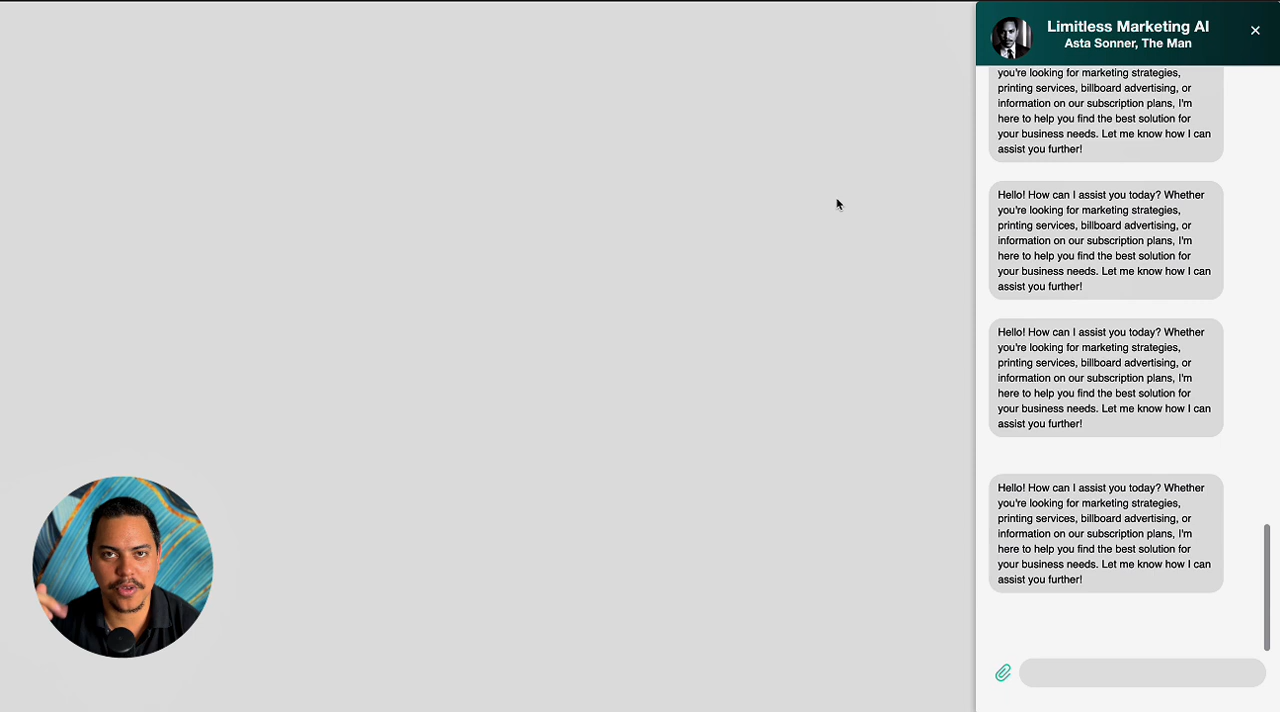 Limitless Marketing AI
Asta Sonner, The Man
you're looking for marketing strategies,
printing services, billboard advertising, or
information on our subscription plans, I'm
here to help you find the best solution for
your business needs. Let me know how I can
assist you further!
Hello! How can I assist you today? Whether
you're looking for marketing strategies,
printing services, billboard advertising, or
information on our subscription plans, I'm
here to help you find the best solution for
your business needs. Let me know how I can
assist you further!
Hello! How can I assist you today? Whether
you're looking for marketing strategies,
printing services, billboard advertising, or
information on our subscription plans, I'm
here to help you find the best solution for
your business needs. Let me know how I can
assist you further!
Hello! How can I assist you today? Whether
you're looking for marketing strategies,
printing services, billboard advertising, or
information on our subscription plans, I'm
here to help you find the best solution for
your business needs. Let me know how I can
assist you further!